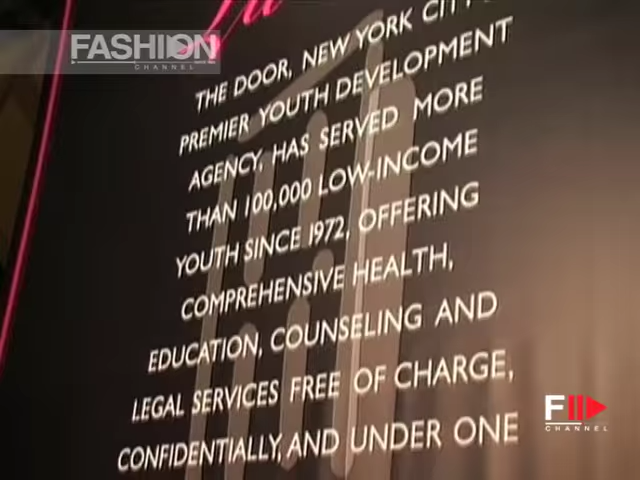 FASHION
CHANNEL
THE DOOR, NEW YORK CITY'S
PREMIER YOUTH DEVELOPMENT
AGENCY, HAS SERVED MORE
THAN 100,000 LOW-INCOME
YOUTH SINCE 1972, OFFERING
COMPREHENSIVE HEALTH,
EDUCATION, COUNSELING AND
LEGAL SERVICES FREE OF CHARGE,
CONFIDENTIALLY, AND UNDER ONE
F
CHANNEL